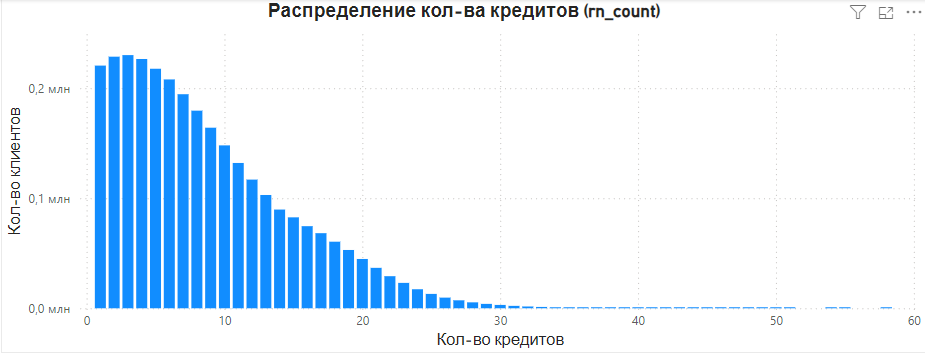 Распределение кол-ва кредитов (rn_count)
Кол-во клиентов
0,2 млн
0,1 млн
0,0 млн
0 10 20 30 40 50 60
Кол-во кредитов